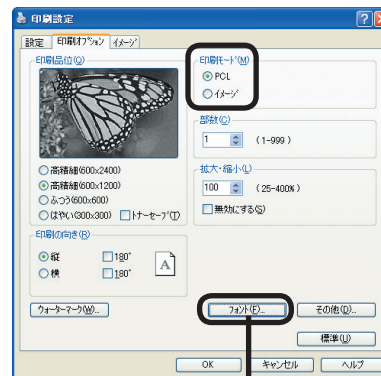 印刷設定
設定 印刷オプション イメージ
印刷品位(Q)
高精細(600x2400)
高精細(600x1200)
ふつう(600x600)
はやい(300x300) トナーセーブ(T)
印刷の向き(R)
縦 180°
横 180°
A
ウォーターマーク(W)...
印刷モード(M)
PCL
イメージ
部数(C)
1 (1-999)
拡大・縮小(L)
100 (25-400%)
無効にする(S)
フォント(F)... その他(D)...
標準(U)
OK キャンセル ヘルプ